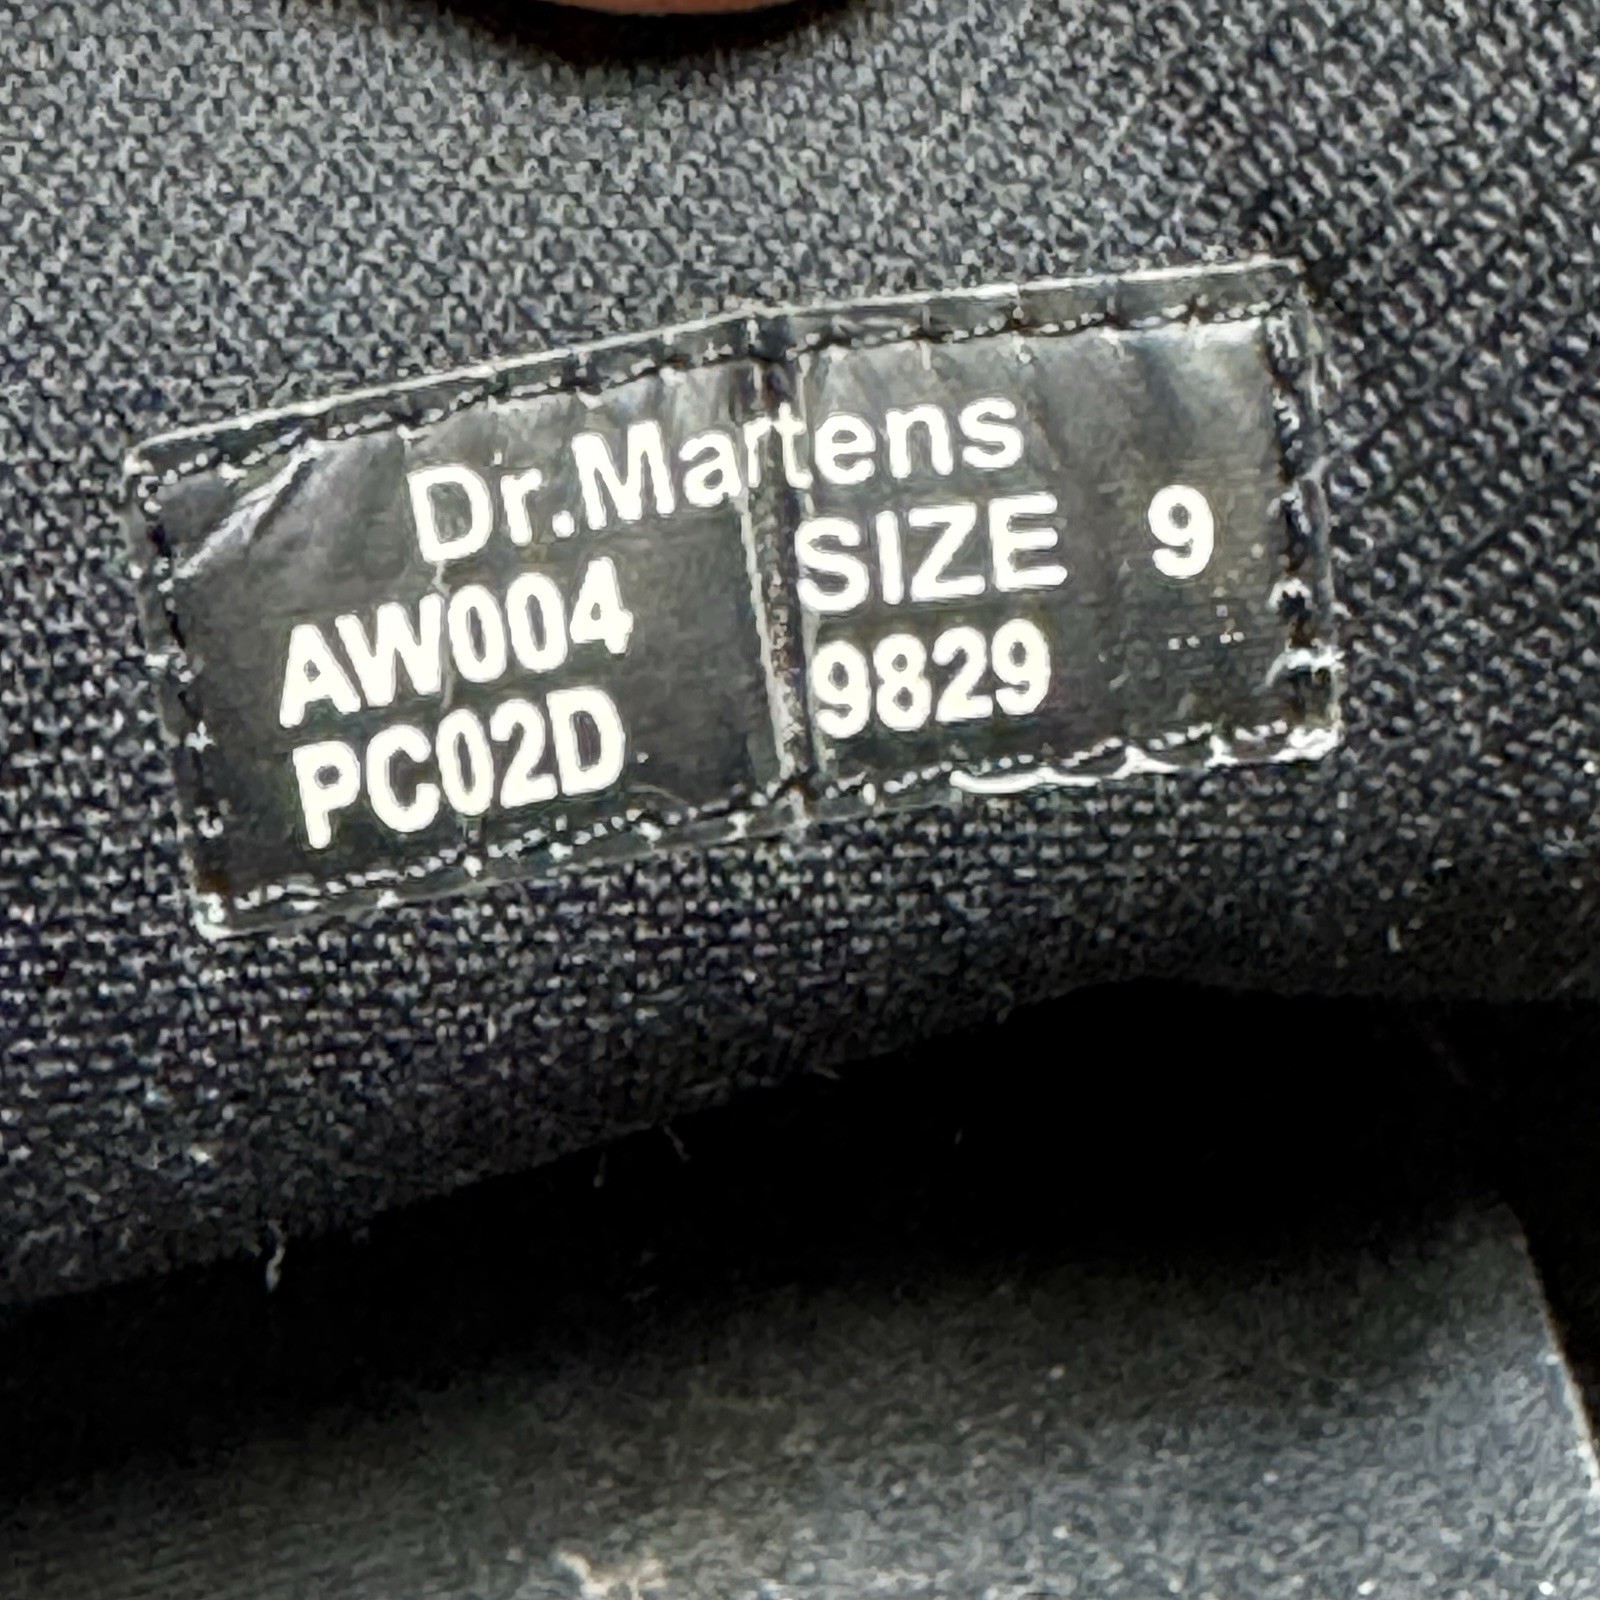 Dr.Martens
AW004 SIZE 9
PC02D 9829